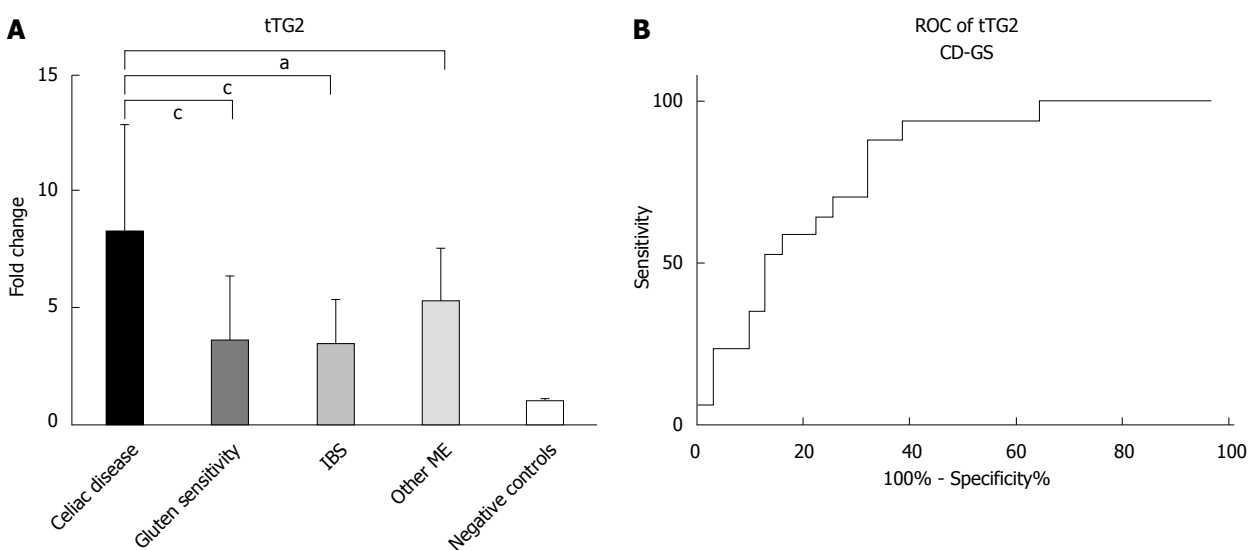 A
tTG2
a
c
c
15
10
5
0
Fold change
Celiac disease
Gluten sensitivity
IBS
Other ME
Negative controls
B
ROC of tTG2
CD-GS
100
50
0
Sensitivity
0 20 40 60 80 100
100% - Specificity%